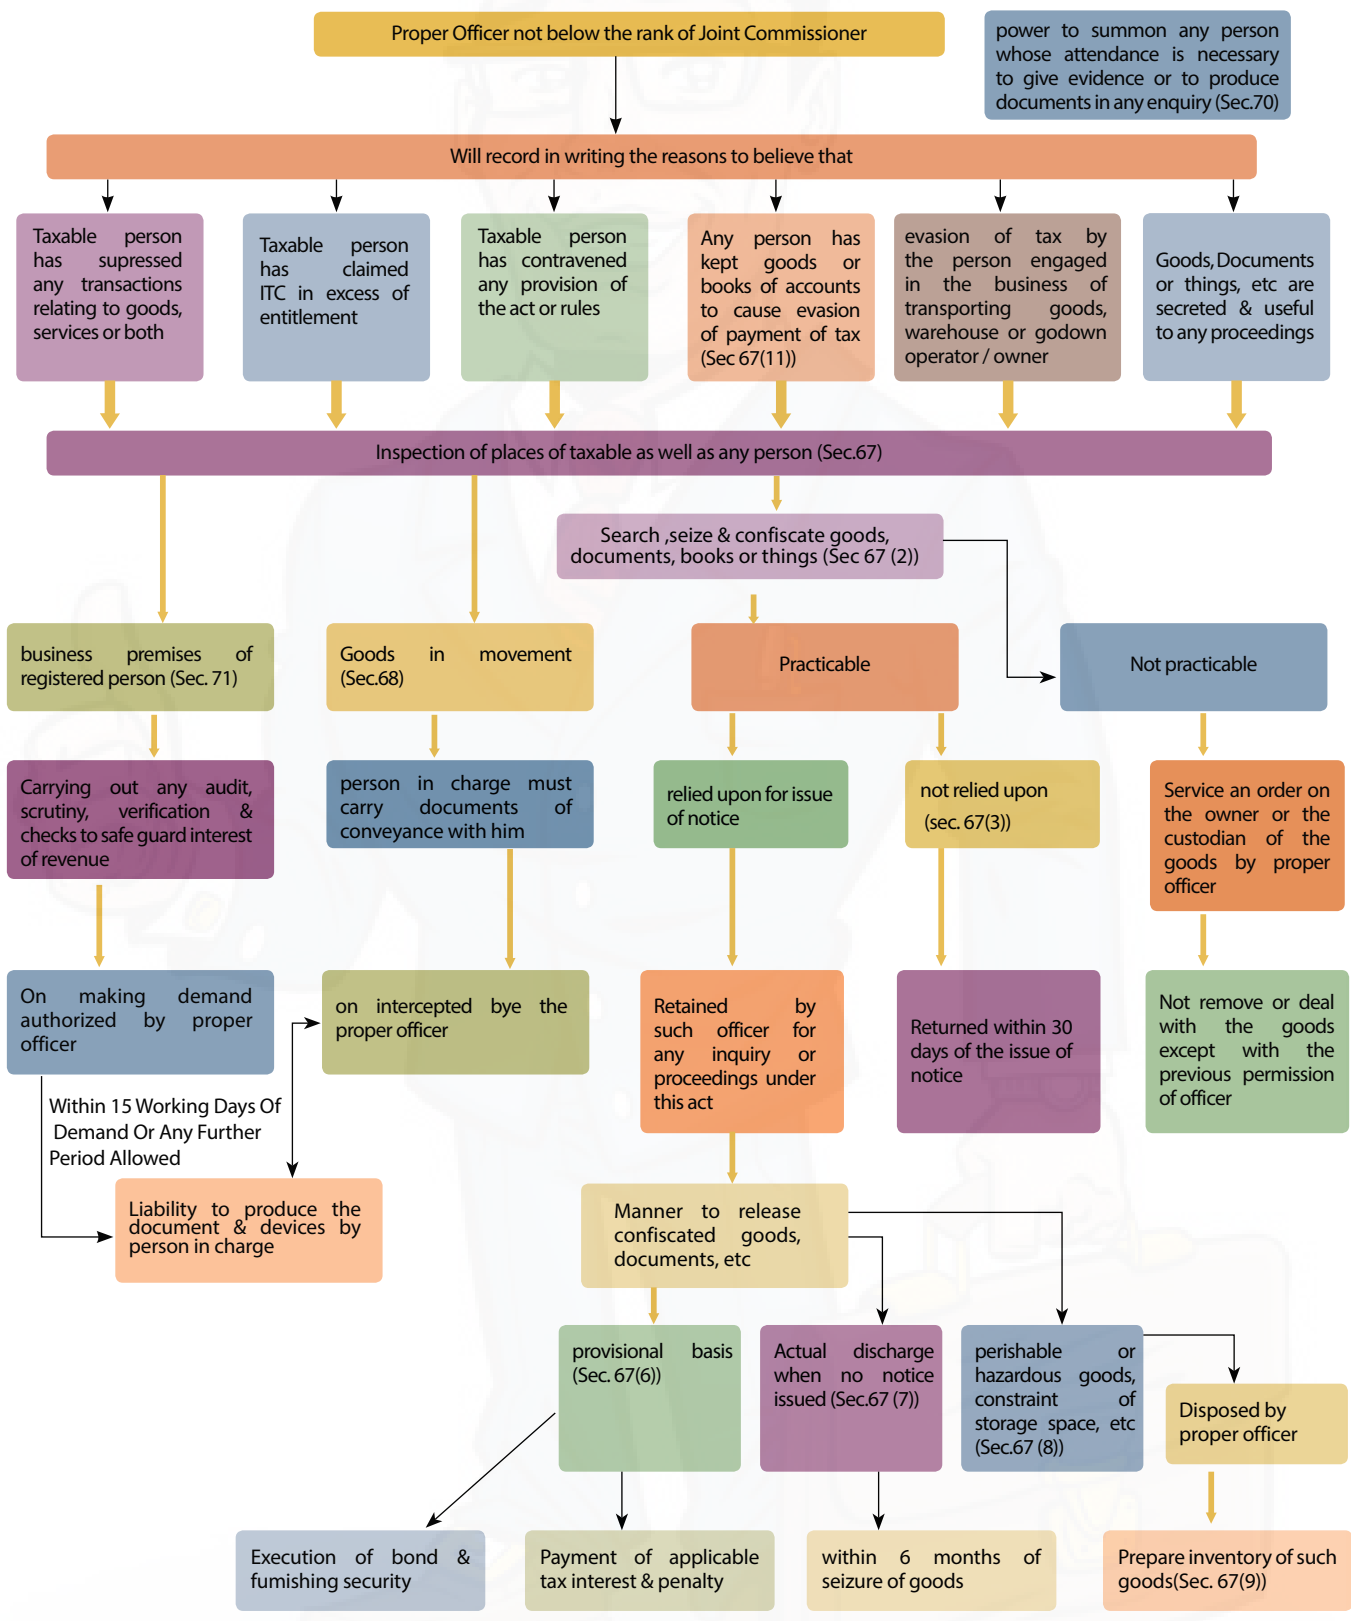 Proper Officer not below the rank of Joint Commissioner
power to summon any person
whose attendance is necessary
to give evidence or to produce
documents in any enquiry (Sec.70)
Will record in writing the reasons to believe that
Taxable person
has supressed
any transactions
relating to goods,
services or both
Taxable person
has claimed
ITC in excess of
entitlement
Taxable person
has contravened
any provision of
the act or rules
Any person has
kept goods or
books of accounts
to cause evasion
of payment of tax
(Sec 67(11))
evasion of tax by
the person engaged
in the business of
transporting goods,
warehouse or godown
operator / owner
Goods, Documents
or things, etc are
secreted & useful
to any proceedings
Inspection of places of taxable as well as any person (Sec.67)
Search ,seize & confiscate goods,
documents, books or things (Sec 67 (2))
business premises of
registered person (Sec. 71)
Goods in movement
(Sec.68)
Practicable
Not practicable
Carrying out any audit,
scrutiny, verification &
checks to safe guard interest
of revenue
person in charge must
carry documents of
conveyance with him
relied upon for issue
of notice
not relied upon
(sec. 67(3))
Service an order on
the owner or the
custodian of the
goods by proper
officer
On making demand
authorized by proper
officer
on intercepted bye the
proper officer
Retained by
such officer for
any inquiry or
proceedings under
this act
Returned within 30
days of the issue of
notice
Not remove or deal
with the goods
except with the
previous permission
of officer
Within 15 Working Days Of
Demand Or Any Further
Period Allowed
Liability to produce the
document & devices by
person in charge
Manner to release
confiscated goods,
documents, etc
provisional basis
(Sec. 67(6))
Actual discharge
when no notice
issued (Sec.67 (7))
perishable or
hazardous goods,
constraint of
storage space, etc
(Sec.67 (8))
Disposed by
proper officer
Execution of bond &
fumishing security
Payment of applicable
tax interest & penalty
within 6 months of
seizure of goods
Prepare inventory of such
goods(Sec. 67(9))